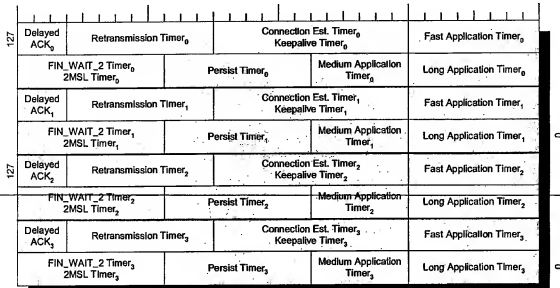 127
Delayed ACK₀ Retransmission Timer₀ Connection Est. Timer₀ Keepalive Timer₀ Fast Application Timer₀
FIN_WAIT_2 Timer₀ 2MSL Timer₀ Persist Timer₀ Medium Application Timer₀ Long Application Timer₀
Delayed ACK₁ Retransmission Timer₁ Connection Est. Timer₁ Keepalive Timer₁ Fast Application Timer₁
FIN_WAIT_2 Timer₁ 2MSL Timer₁ Persist Timer₁ Medium Application Timer₁ Long Application Timer₁
0
127
Delayed ACK₂ Retransmission Timer₂ Connection Est. Timer₂ Keepalive Timer₂ Fast Application Timer₂
FIN_WAIT_2 Timer₂ 2MSL Timer₂ Persist Timer₂ Medium Application Timer₂ Long Application Timer₂
Delayed ACK₃ Retransmission Timer₃ Connection Est. Timer₃ Keepalive Timer₃ Fast Application Timer₃
FIN_WAIT_2 Timer₃ 2MSL Timer₃ Persist Timer₃ Medium Application Timer₃ Long Application Timer₃
0